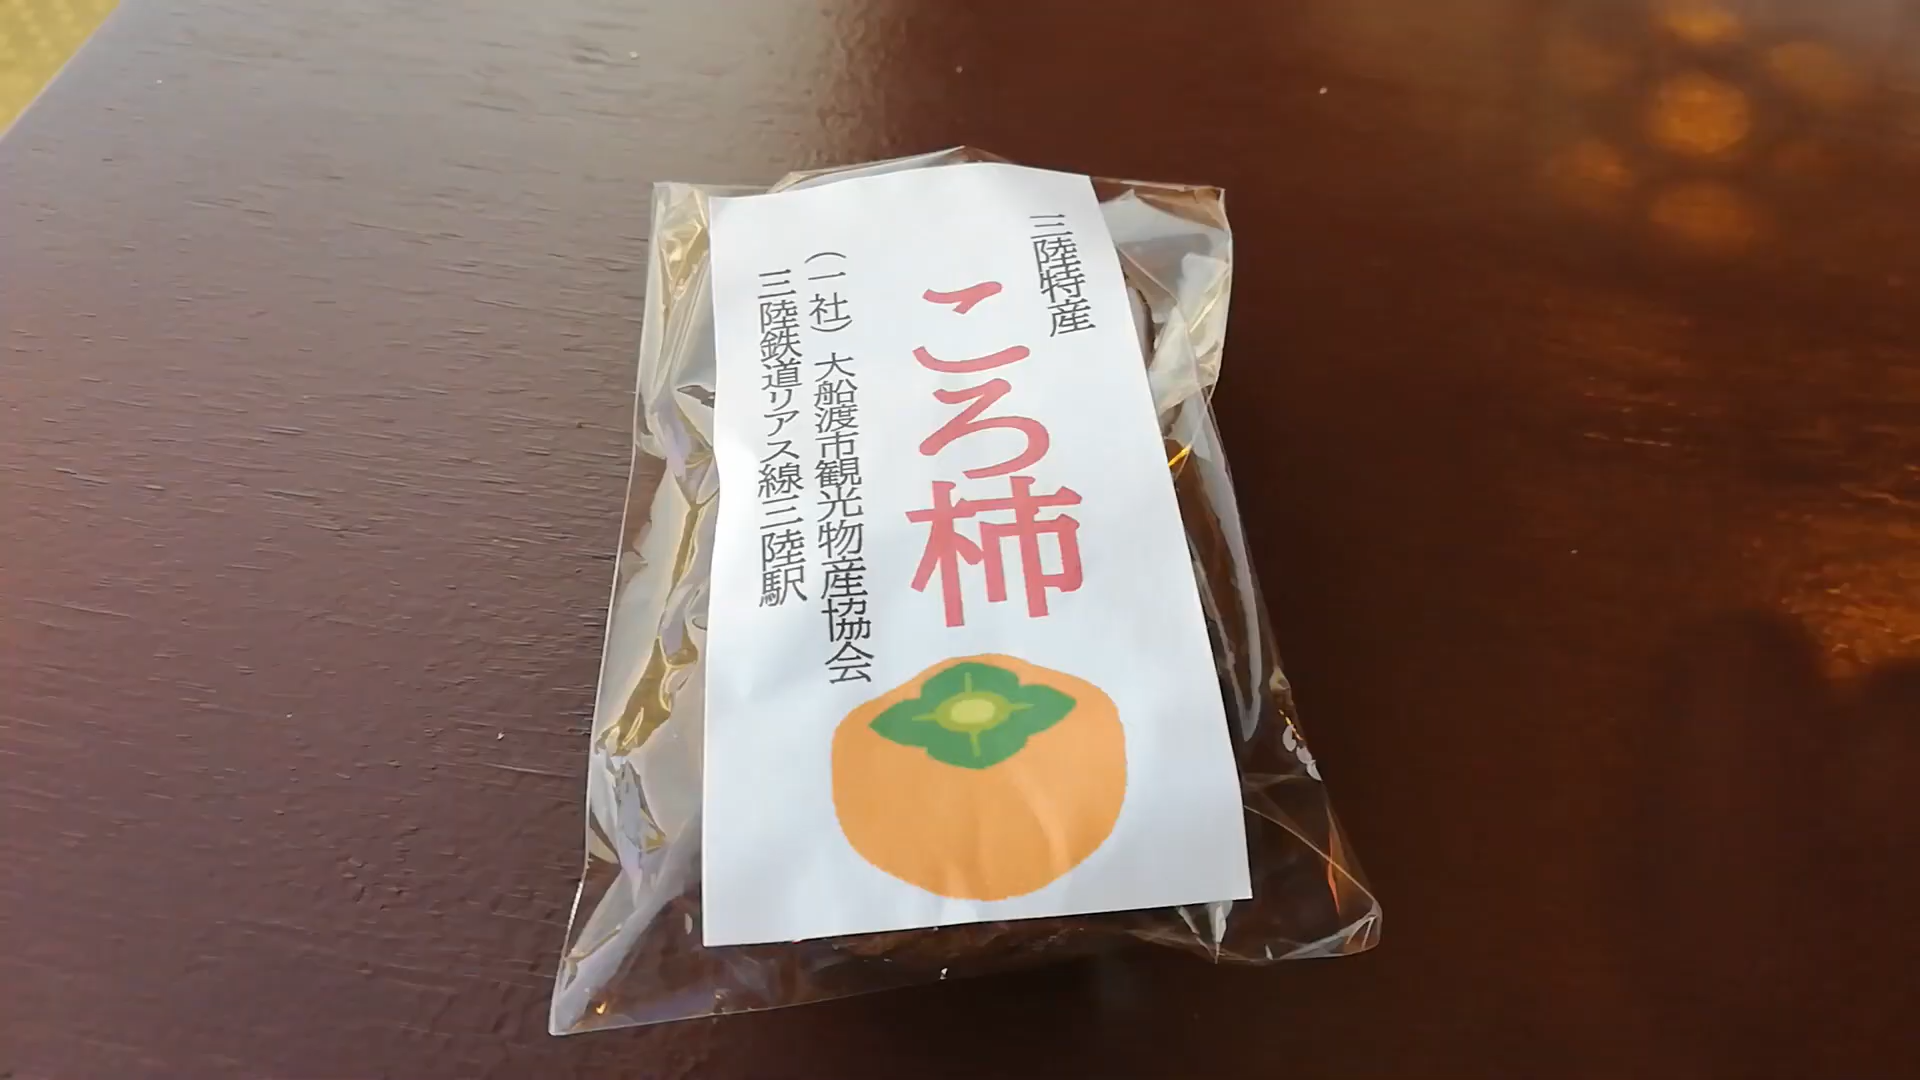 三陸特産
ころ柿
(一社)大船渡市観光物産協会
三陸鉄道リアス線三陸駅